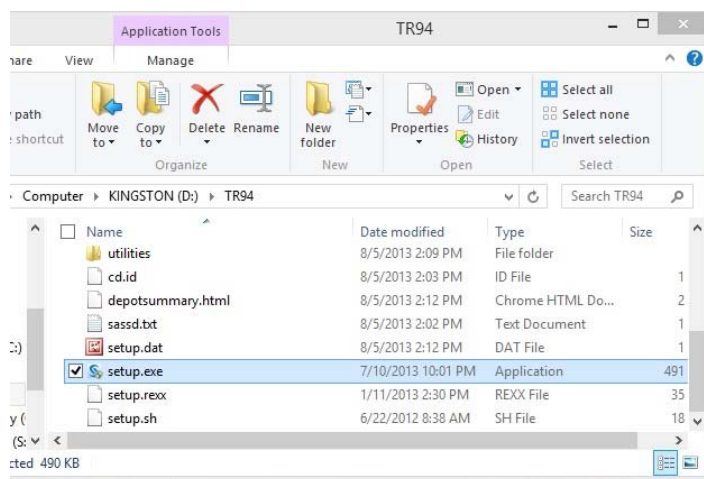 Application Tools TR94
hare View Manage
path
shortcut
Move to Copy to Delete Rename
New folder
Properties
Open
Edit
History
Select all
Select none
Invert selection
Organize New Open Select
Computer KINGSTON (D:) TR94 Search TR94
Name Date modified Type Size
utilities 8/5/2013 2:09 PM File folder
cd.id 8/5/2013 2:03 PM ID File 1
depotsummary.html 8/5/2013 2:12 PM Chrome HTML Do... 2
sassd.txt 8/5/2013 2:02 PM Text Document 1
setup.dat 8/5/2013 2:12 PM DAT File 1
setup.exe 7/10/2013 10:01 PM Application 491
setup.rexx 1/11/2013 2:30 PM REXX File 35
setup.sh 6/22/2012 8:38 AM SH File 18
C:)
y (
(S:
cted 490 KB